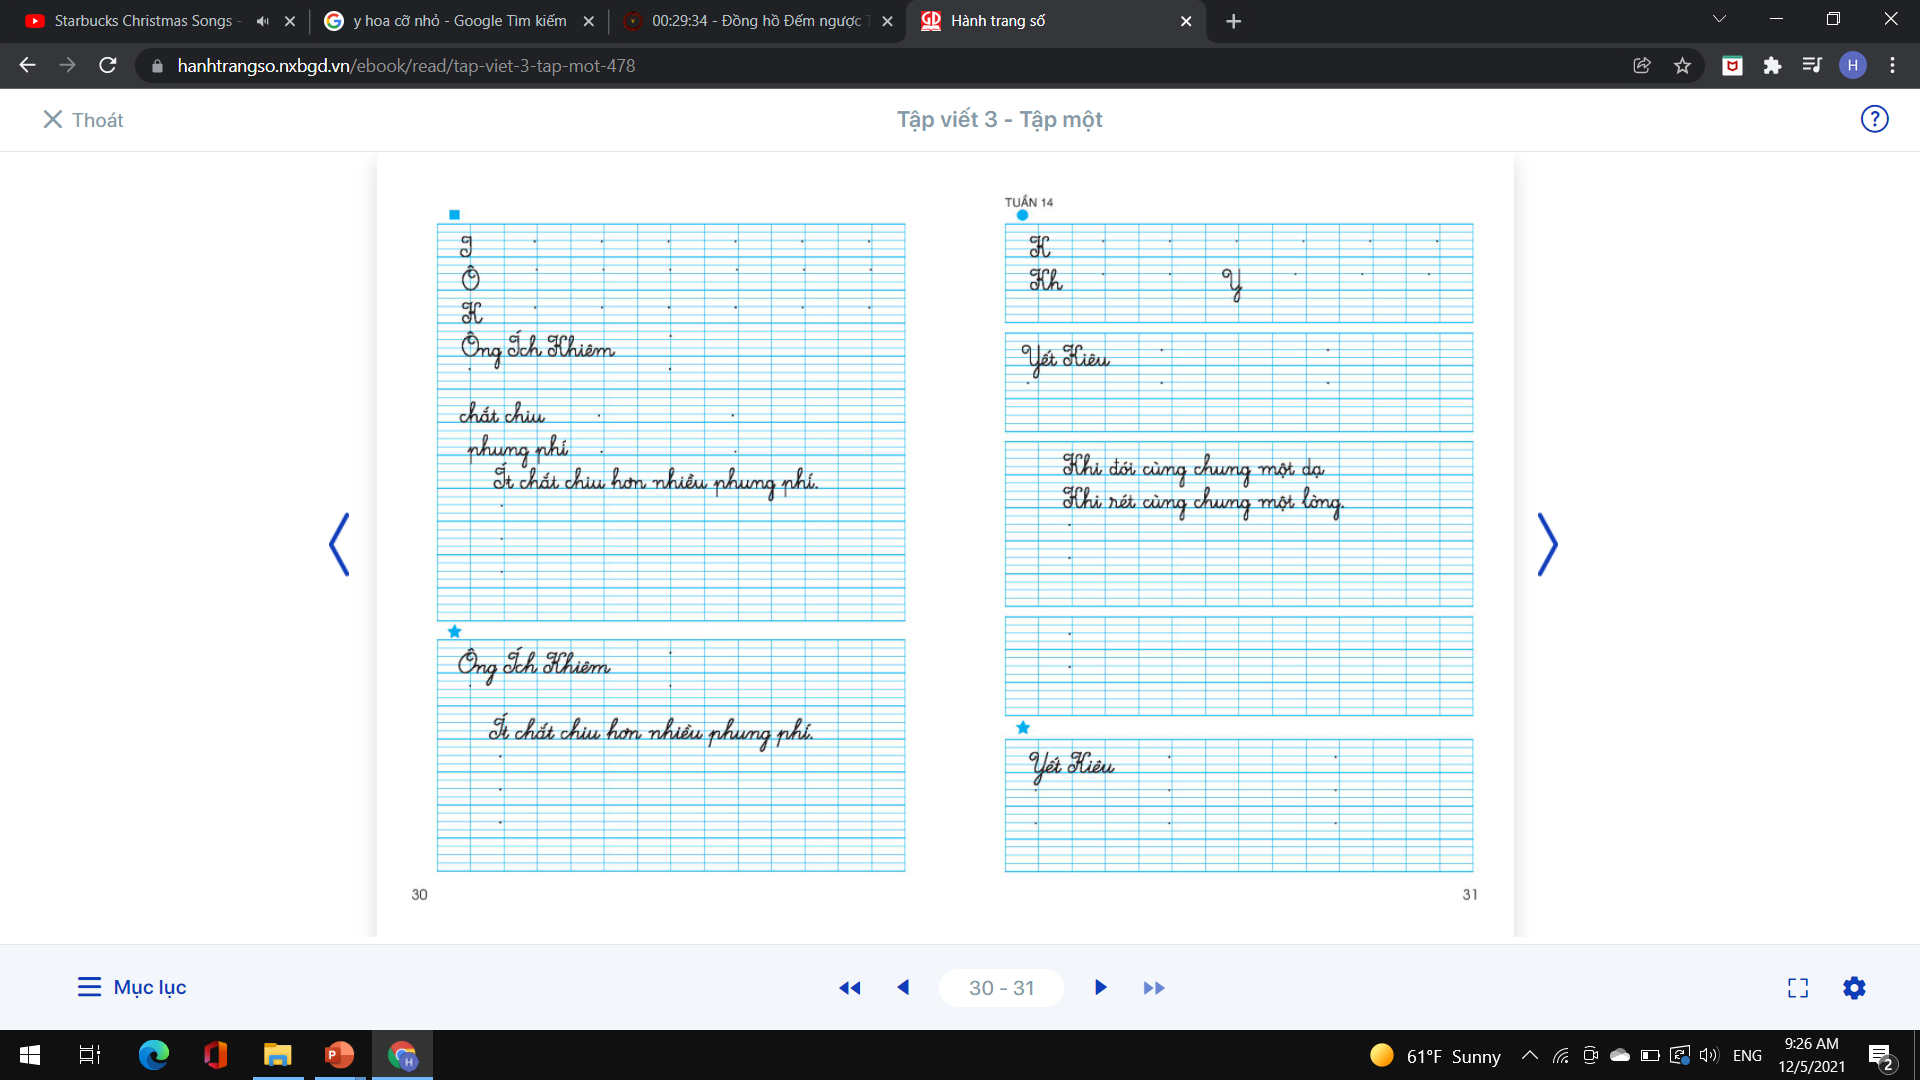 Starbucks Christmas Songs -
y hoa cỡ nhỏ - Google Tìm kiếm
00:29:34 - Đồng hồ Đếm ngược T
Hành trang số
hanhtrangso.nxbgd.vn/ebook/read/tap-viet-3-tap-mot-478
H
Thoát
Tập viết 3 - Tập một
?
I
Ô
K
Ông Ích Khiêm
chắt chiu
phung phí
Ít chắt chiu hơn nhiều phung phí.
Ông Ích Khiêm
Ít chắt chiu hơn nhiều phung phí.
30
TUẦN 14
K
Kh Y
Yết Kiêu
Khi đói cùng chung một dạ
Khi rét cùng chung một lòng.
Yết Kiêu
31
Mục lục
30 - 31
61°F Sunny
ENG
9:26 AM
12/5/2021
2